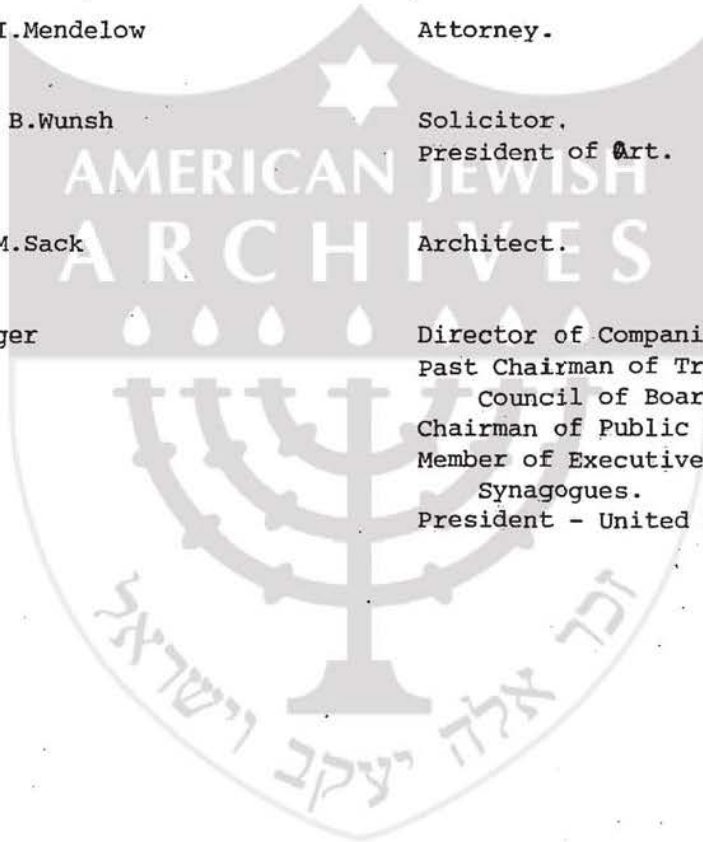 I.Mendelow Attorney.
B.Wunsh Solicitor.
President of Art.
AMERICAN JEWISH
ARCHIVES
M.Sack Architect.
ger Director of Compani
Past Chairman of Tr
Council of Boar
Chairman of Public
Member of Executive
Synagogues.
President - United
זכר אלה יעקב וישראל